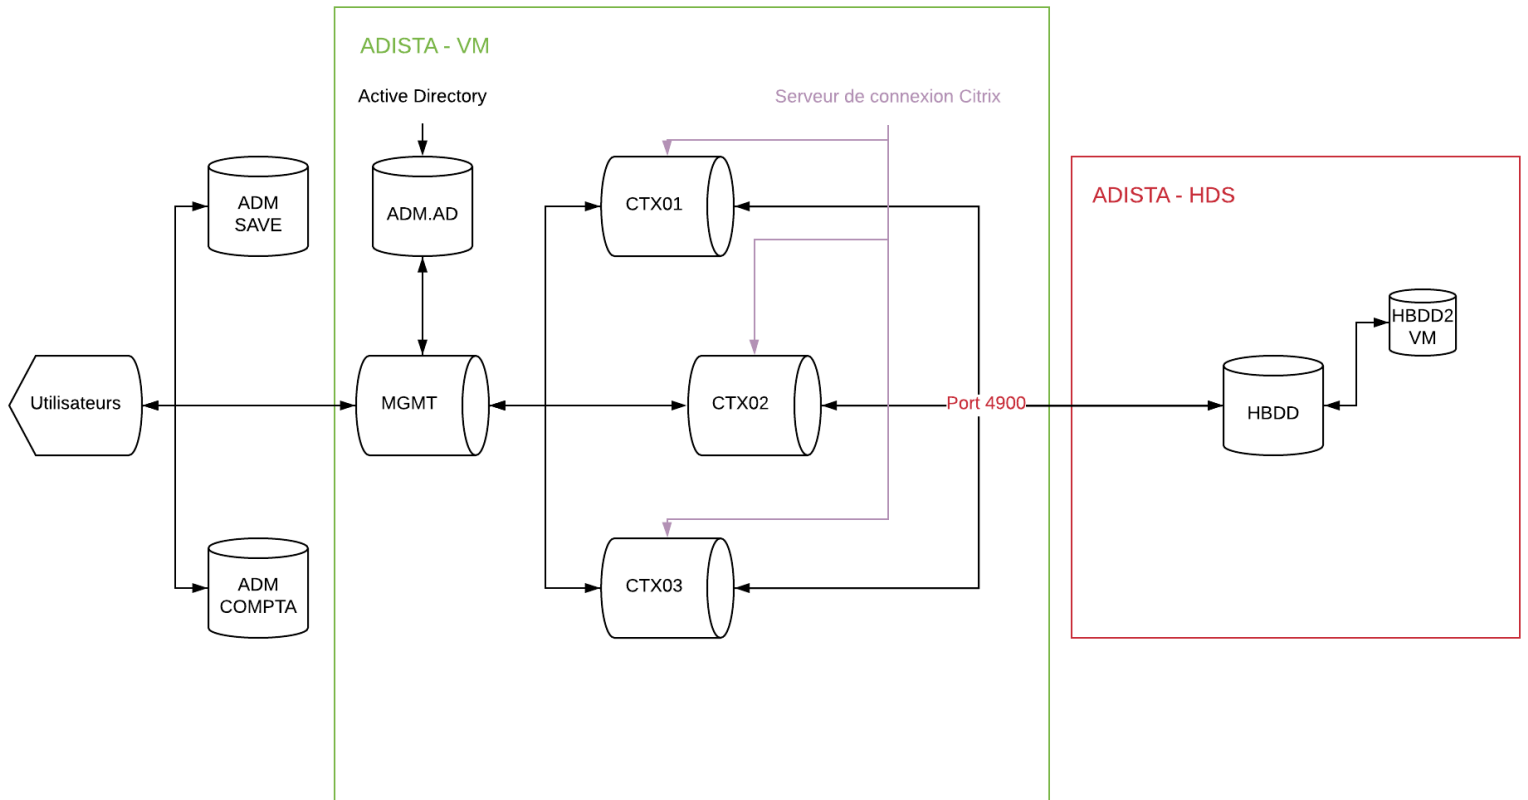 ADISTA - VM
Active Directory
Serveur de connexion Citrix
ADM
SAVE
ADM.AD
CTX01
ADISTA - HDS
HBDD2
VM
Utilisateurs
MGMT
CTX02
Port 4900
HBDD
ADM
COMPTA
CTX03